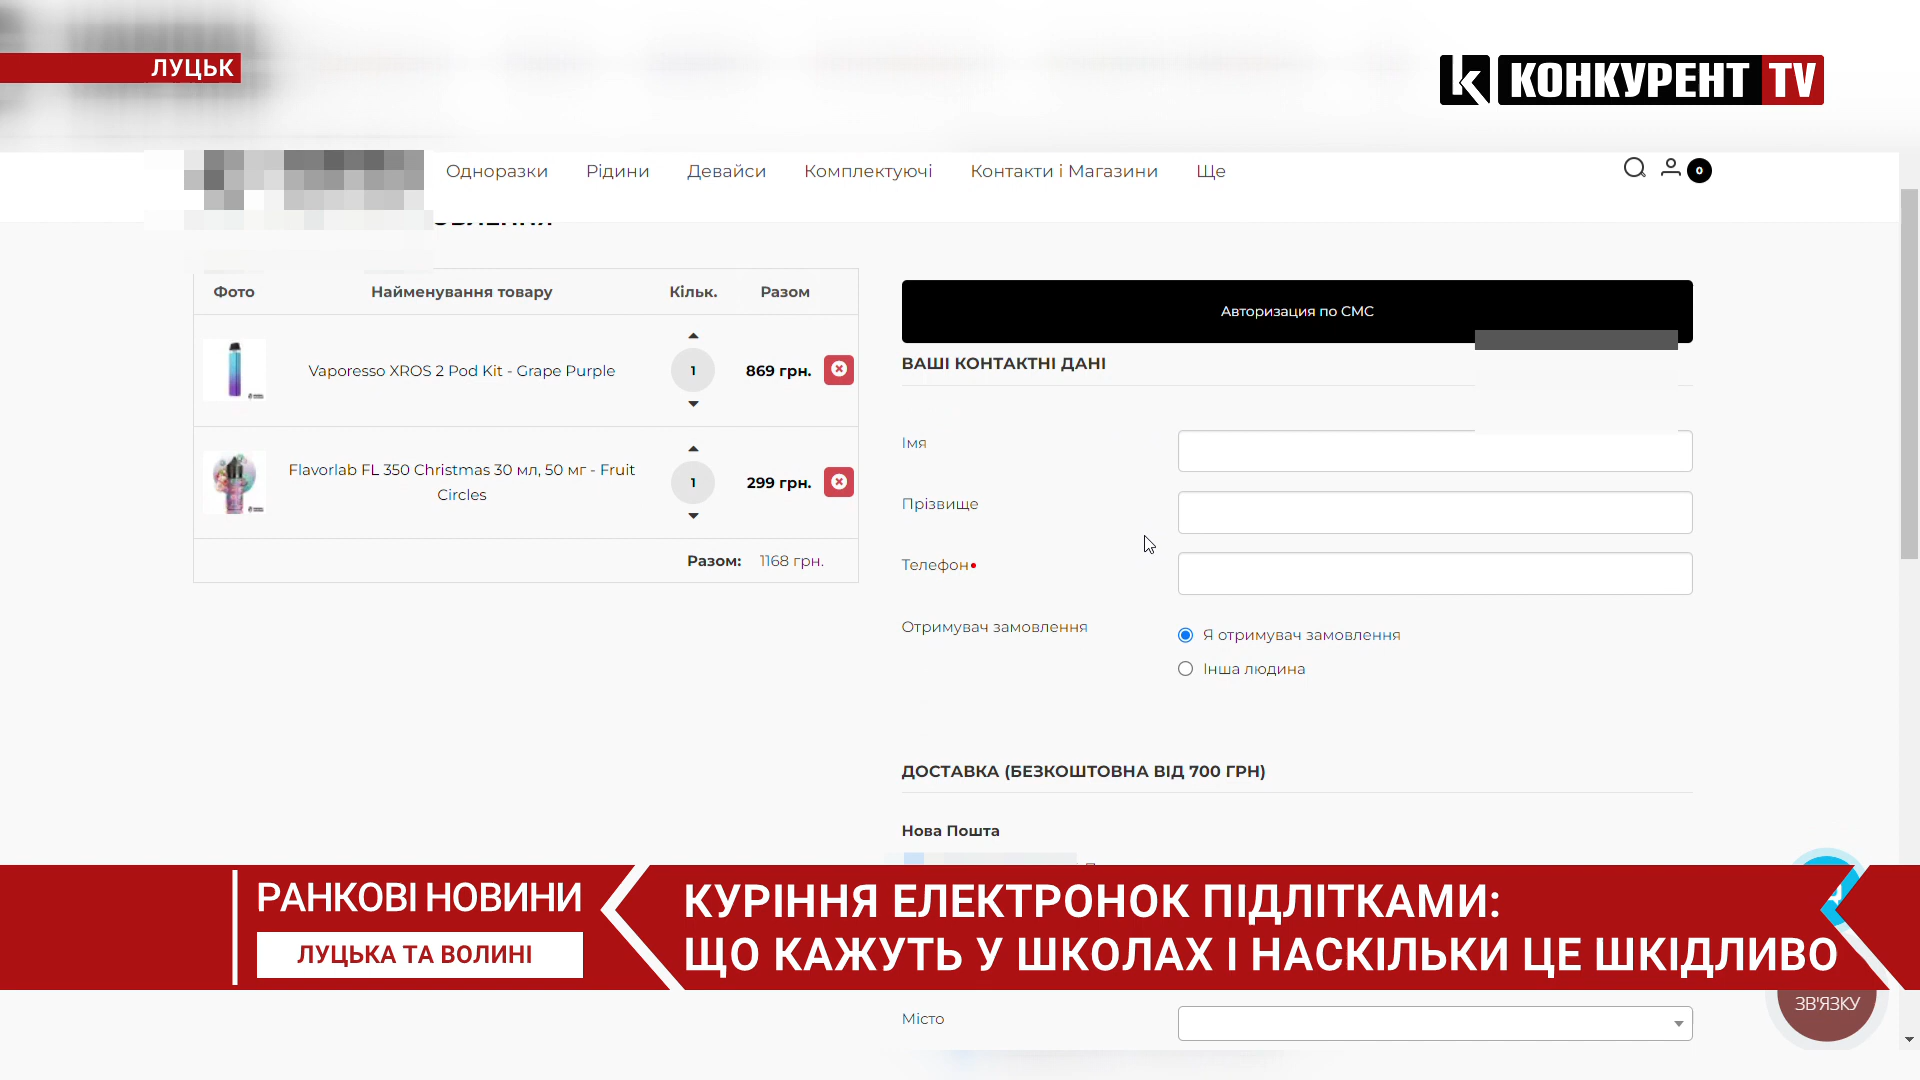 ЛУЦЬК
k КОНКУРЕНТ TV
Одноразки Рідини Девайси Комплектуючі Контакти і Магазини Ще
0
Фото Найменування товару Кільк. Разом
Vaporesso XROS 2 Pod Kit - Grape Purple 1 869 грн.
Flavorlab FL 350 Christmas 30 мл, 50 мг - Fruit
Circles
1 299 грн.
Разом: 1168 грн.
Авторизация по СМС
ВАШІ КОНТАКТНІ ДАНІ
Імя
Прізвище
Телефон
Отримувач замовлення
Я отримувач замовлення
Інша людина
ДОСТАВКА (БЕЗКОШТОВНА ВІД 700 ГРН)
Нова Пошта
РАНКОВІ НОВИНИ
ЛУЦЬКА ТА ВОЛИНІ
КУРІННЯ ЕЛЕКТРОНОК ПІДЛІТКАМИ:
ЩО КАЖУТЬ У ШКОЛАХ І НАСКІЛЬКИ ЦЕ ШКІДЛИВО
ЗВ'ЯЗКУ
Місто